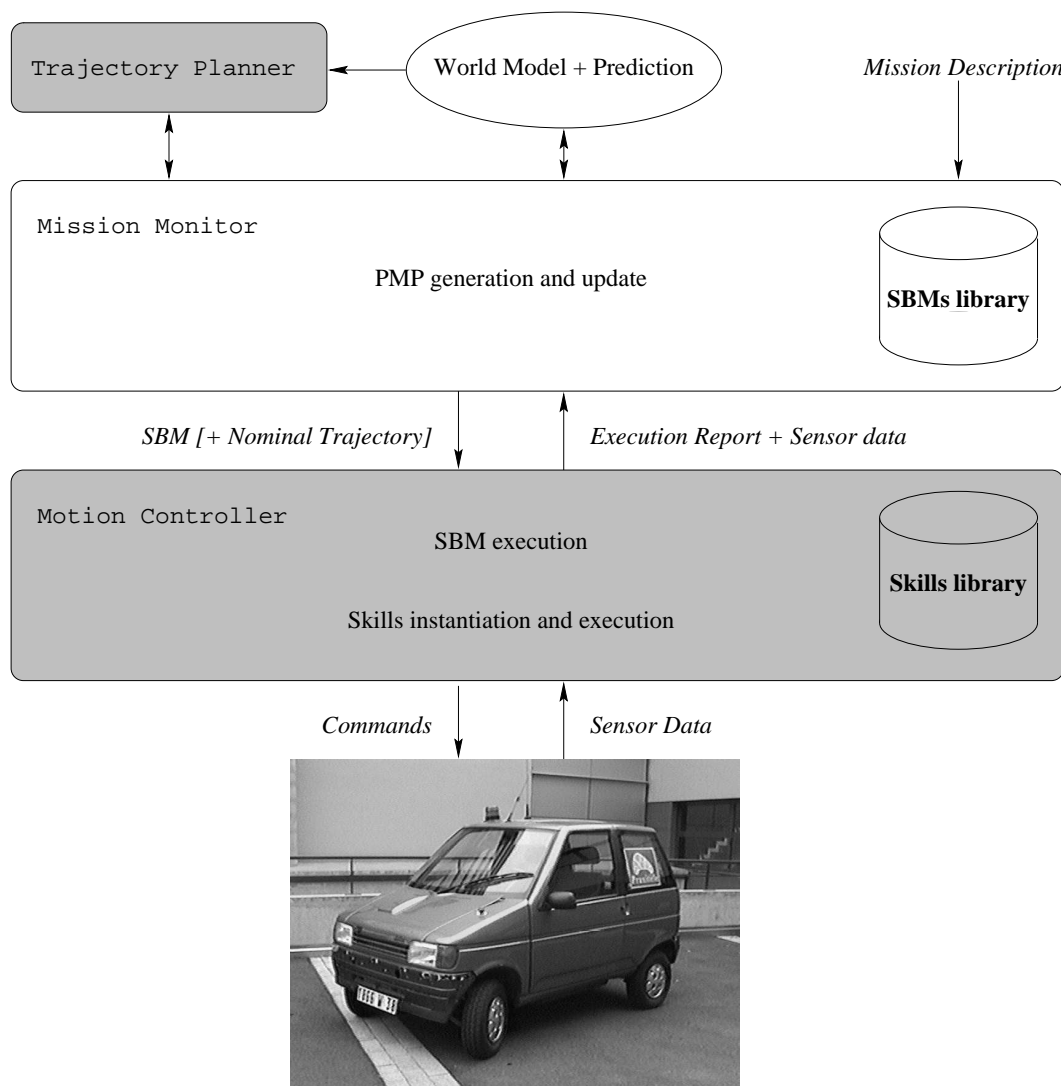 Trajectory Planner
World Model + Prediction
Mission Description
Mission Monitor
PMP generation and update
SBMs library
SBM [+ Nominal Trajectory]
Execution Report + Sensor data
Motion Controller
SBM execution
Skills library
Skills instantiation and execution
Commands
Sensor Data
Praxitele